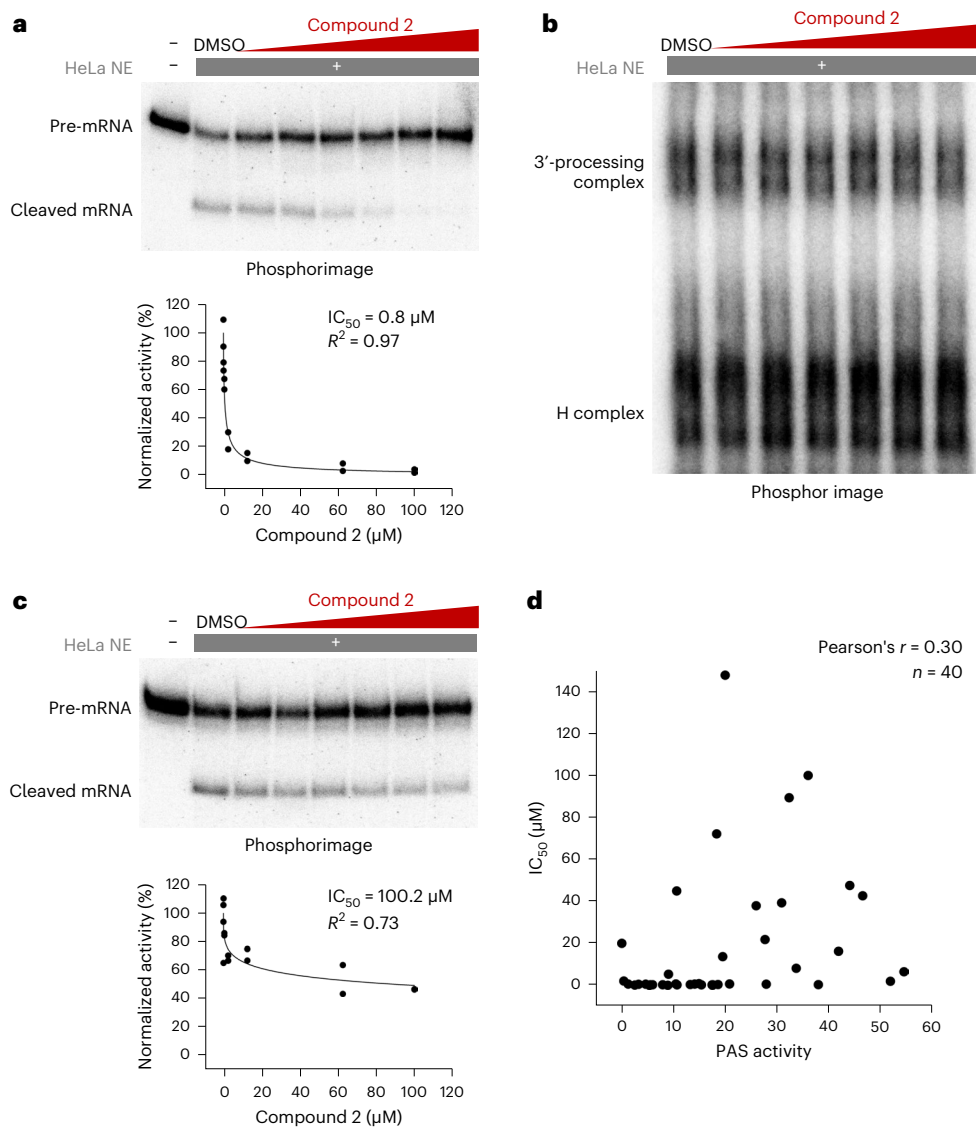 a
Compound 2
– DMSO
HeLa NE – +
Pre-mRNA
Cleaved mRNA
Phosphorimage
Normalized activity (%)
120
100
80
60
40
20
0
IC50 = 0.8 µM
R2 = 0.97
0 20 40 60 80 100 120
Compound 2 (µM)
b
Compound 2
DMSO
HeLa NE +
3′-processing
complex
H complex
Phosphor image
c
Compound 2
– DMSO
HeLa NE – +
Pre-mRNA
Cleaved mRNA
Phosphorimage
Normalized activity (%)
120
100
80
60
40
20
0
IC50 = 100.2 µM
R2 = 0.73
0 20 40 60 80 100 120
Compound 2 (µM)
d
Pearson's r = 0.30
n = 40
IC50 (µM)
140
120
100
80
60
40
20
0
0 10 20 30 40 50 60
PAS activity